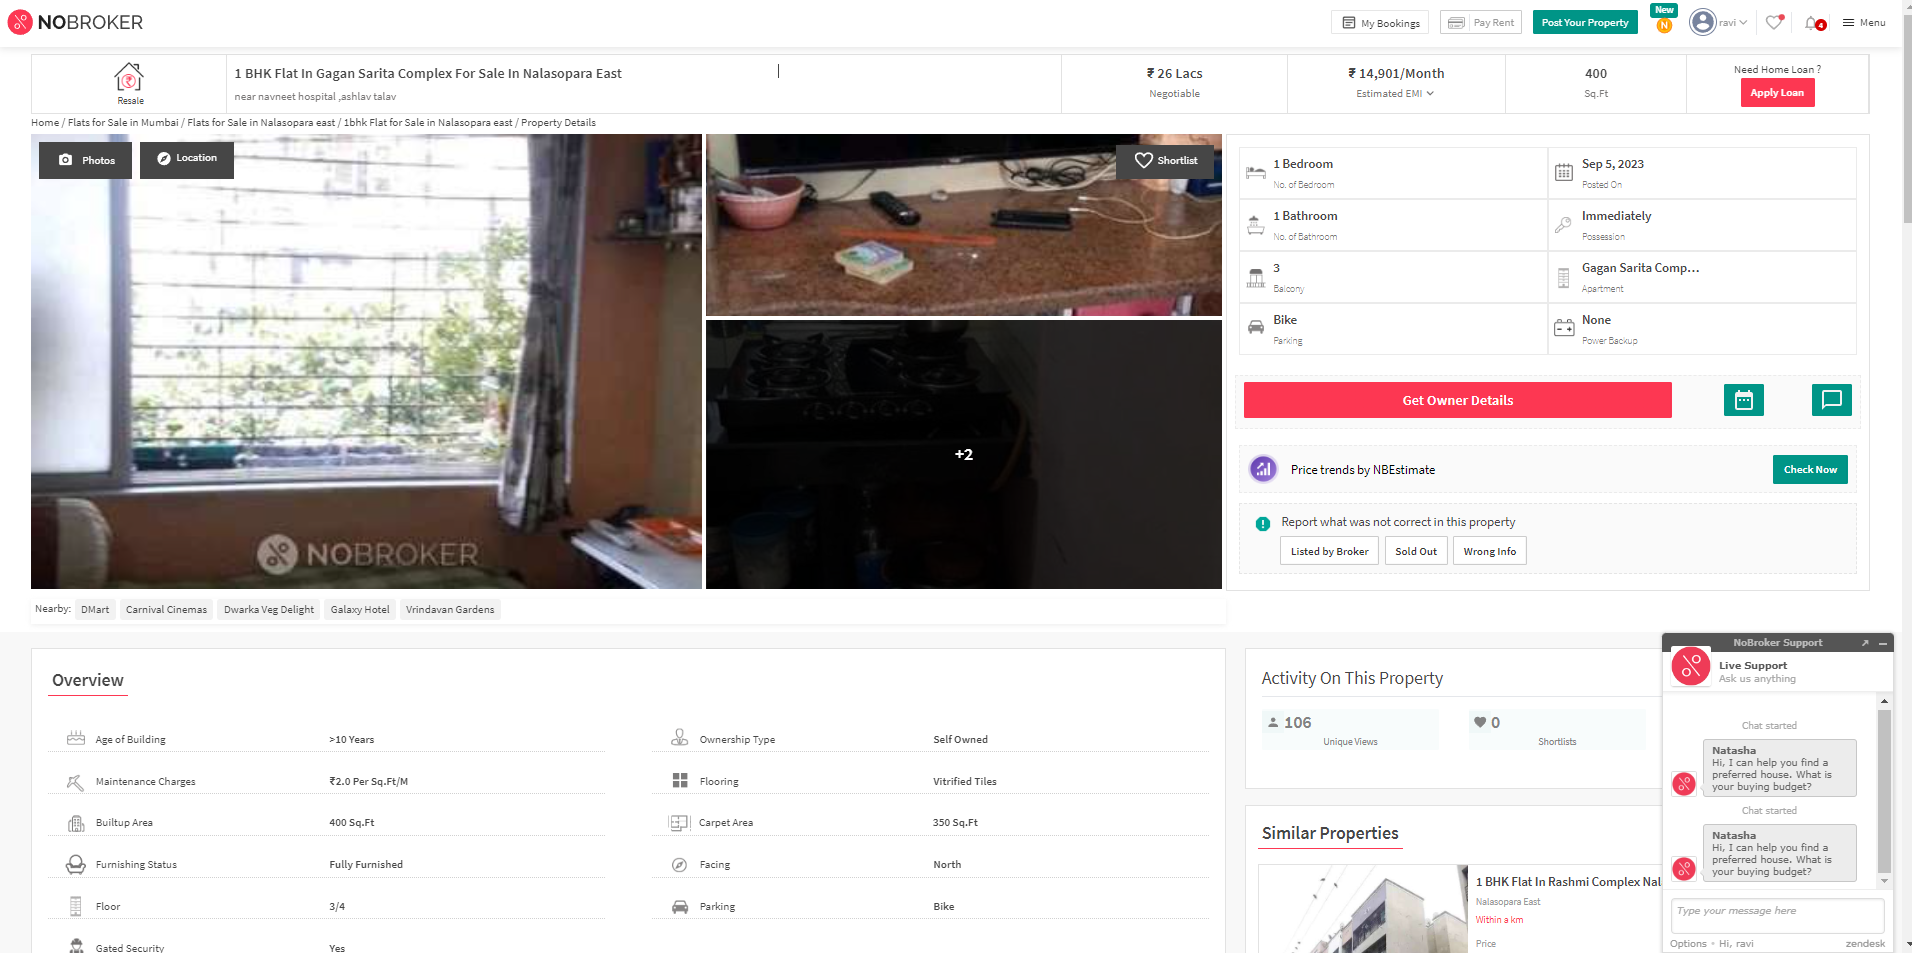 NOBROKER
My Bookings
Pay Rent
Post Your Property
New
N
ravi
4
Menu
Resale
1 BHK Flat In Gagan Sarita Complex For Sale In Nalasopara East
near navneet hospital ,ashlav talav
₹ 26 Lacs
Negotiable
₹ 14,901/Month
Estimated EMI
400
Sq.Ft
Need Home Loan ?
Apply Loan
Home / Flats for Sale in Mumbai / Flats for Sale in Nalasopara east / 1bhk Flat for Sale in Nalasopara east / Property Details
Photos
Location
Shortlist
NOBROKER
+2
1 Bedroom
No. of Bedroom
Sep 5, 2023
Posted On
1 Bathroom
No. of Bathroom
Immediately
Possession
3
Balcony
Gagan Sarita Comp...
Apartment
Bike
Parking
None
Power Backup
Get Owner Details
Price trends by NBEstimate
Check Now
Report what was not correct in this property
Listed by Broker
Sold Out
Wrong Info
Nearby:
DMart
Carnival Cinemas
Dwarka Veg Delight
Galaxy Hotel
Vrindavan Gardens
Overview
Age of Building
>10 Years
Ownership Type
Self Owned
Maintenance Charges
₹2.0 Per Sq.Ft/M
Flooring
Vitrified Tiles
Builtup Area
400 Sq.Ft
Carpet Area
350 Sq.Ft
Furnishing Status
Fully Furnished
Facing
North
Floor
3/4
Parking
Bike
Gated Security
Yes
Activity On This Property
106
Unique Views
0
Shortlists
Similar Properties
1 BHK Flat In Rashmi Complex Nal
Nalasopara East
Within a km
Price
NoBroker Support
Live Support
Ask us anything
Chat started
Natasha
Hi, I can help you find a
preferred house. What is
your buying budget?
Chat started
Natasha
Hi, I can help you find a
preferred house. What is
your buying budget?
Type your message here
Options • Hi, ravi
zendesk